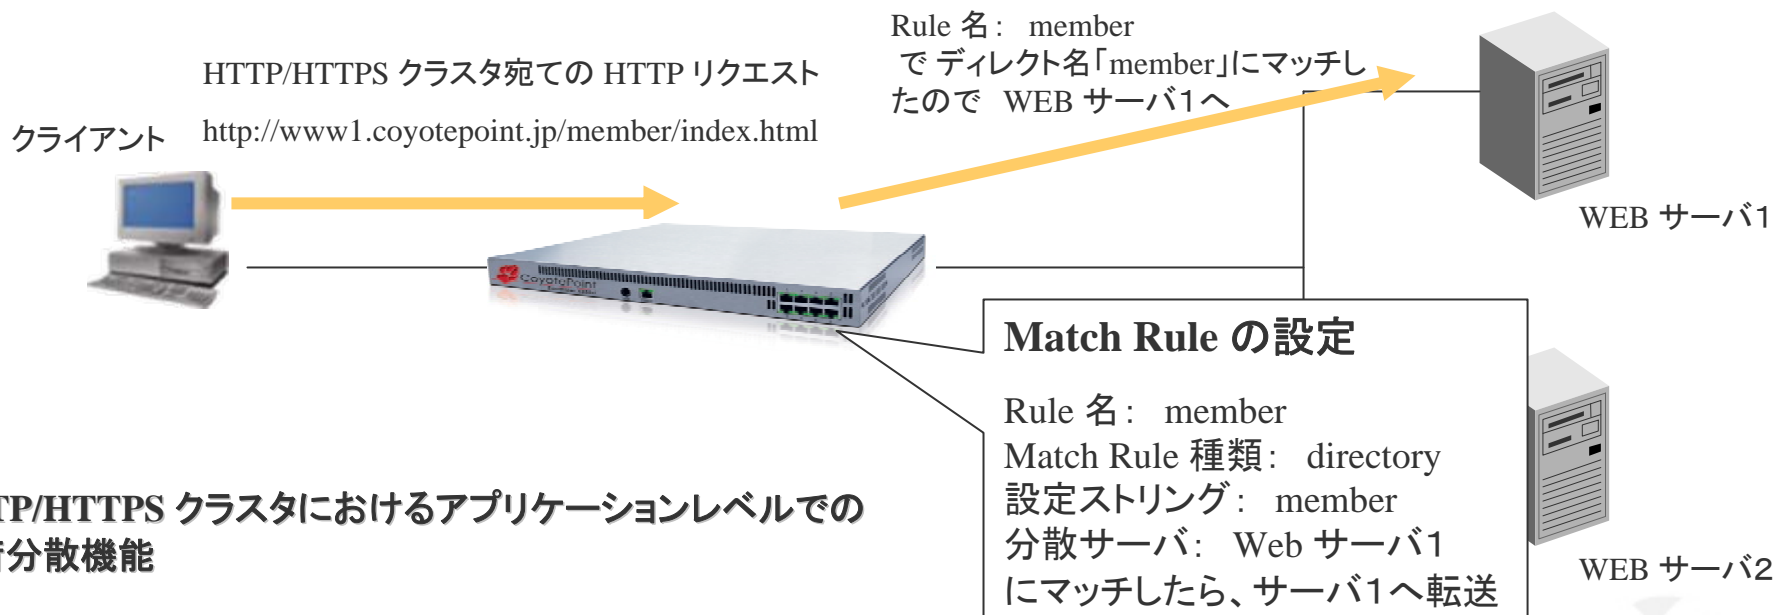 Rule 名： member
で ディレクト名「member」にマッチし
たので WEB サーバ１へ
HTTP/HTTPS クラスタ宛ての HTTP リクエスト
http://www1.coyotepoint.jp/member/index.html
クライアント
WEB サーバ１
CoyotePoint
Match Rule の設定
Rule 名： member
Match Rule 種類： directory
設定ストリング： member
分散サーバ： Web サーバ１
にマッチしたら、サーバ１へ転送
TP/HTTPS クラスタにおけるアプリケーションレベルでの
分散機能
WEB サーバ２